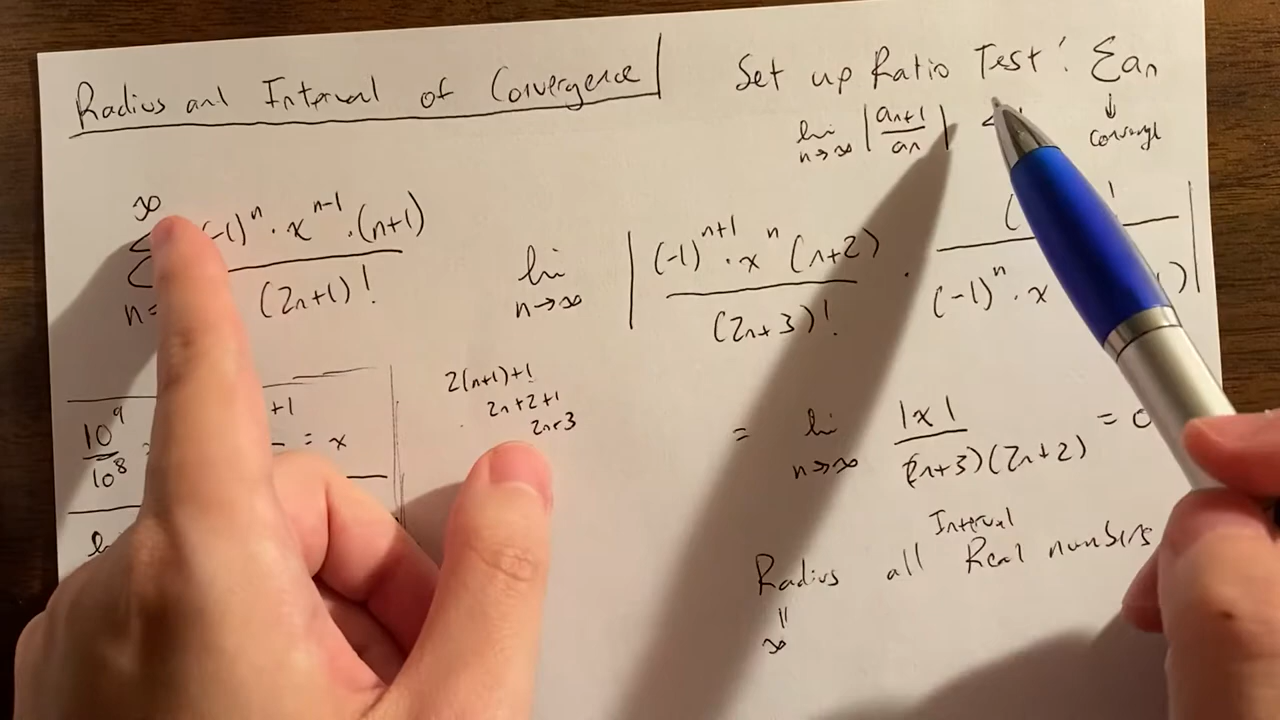 Radius and Interval of Convergence
Set up Ratio Test: Σan
lim n→∞ |an+1/an| <
↓
converge
∞
(-1)^n · x^(n-1) · (n+1)
n=
(2n+1)!
lim n→∞ | (-1)^(n+1) · x^n (n+2) / (2n+3)! · ( ! / (-1)^n · x )|
2(n+1)+1
2n+2+1
2n+3
10^9
10^8
+1
= x
= lim n→∞ |x| / (2n+3)(2n+2) = 0
Interval
Radius all Real numbers
||
∞